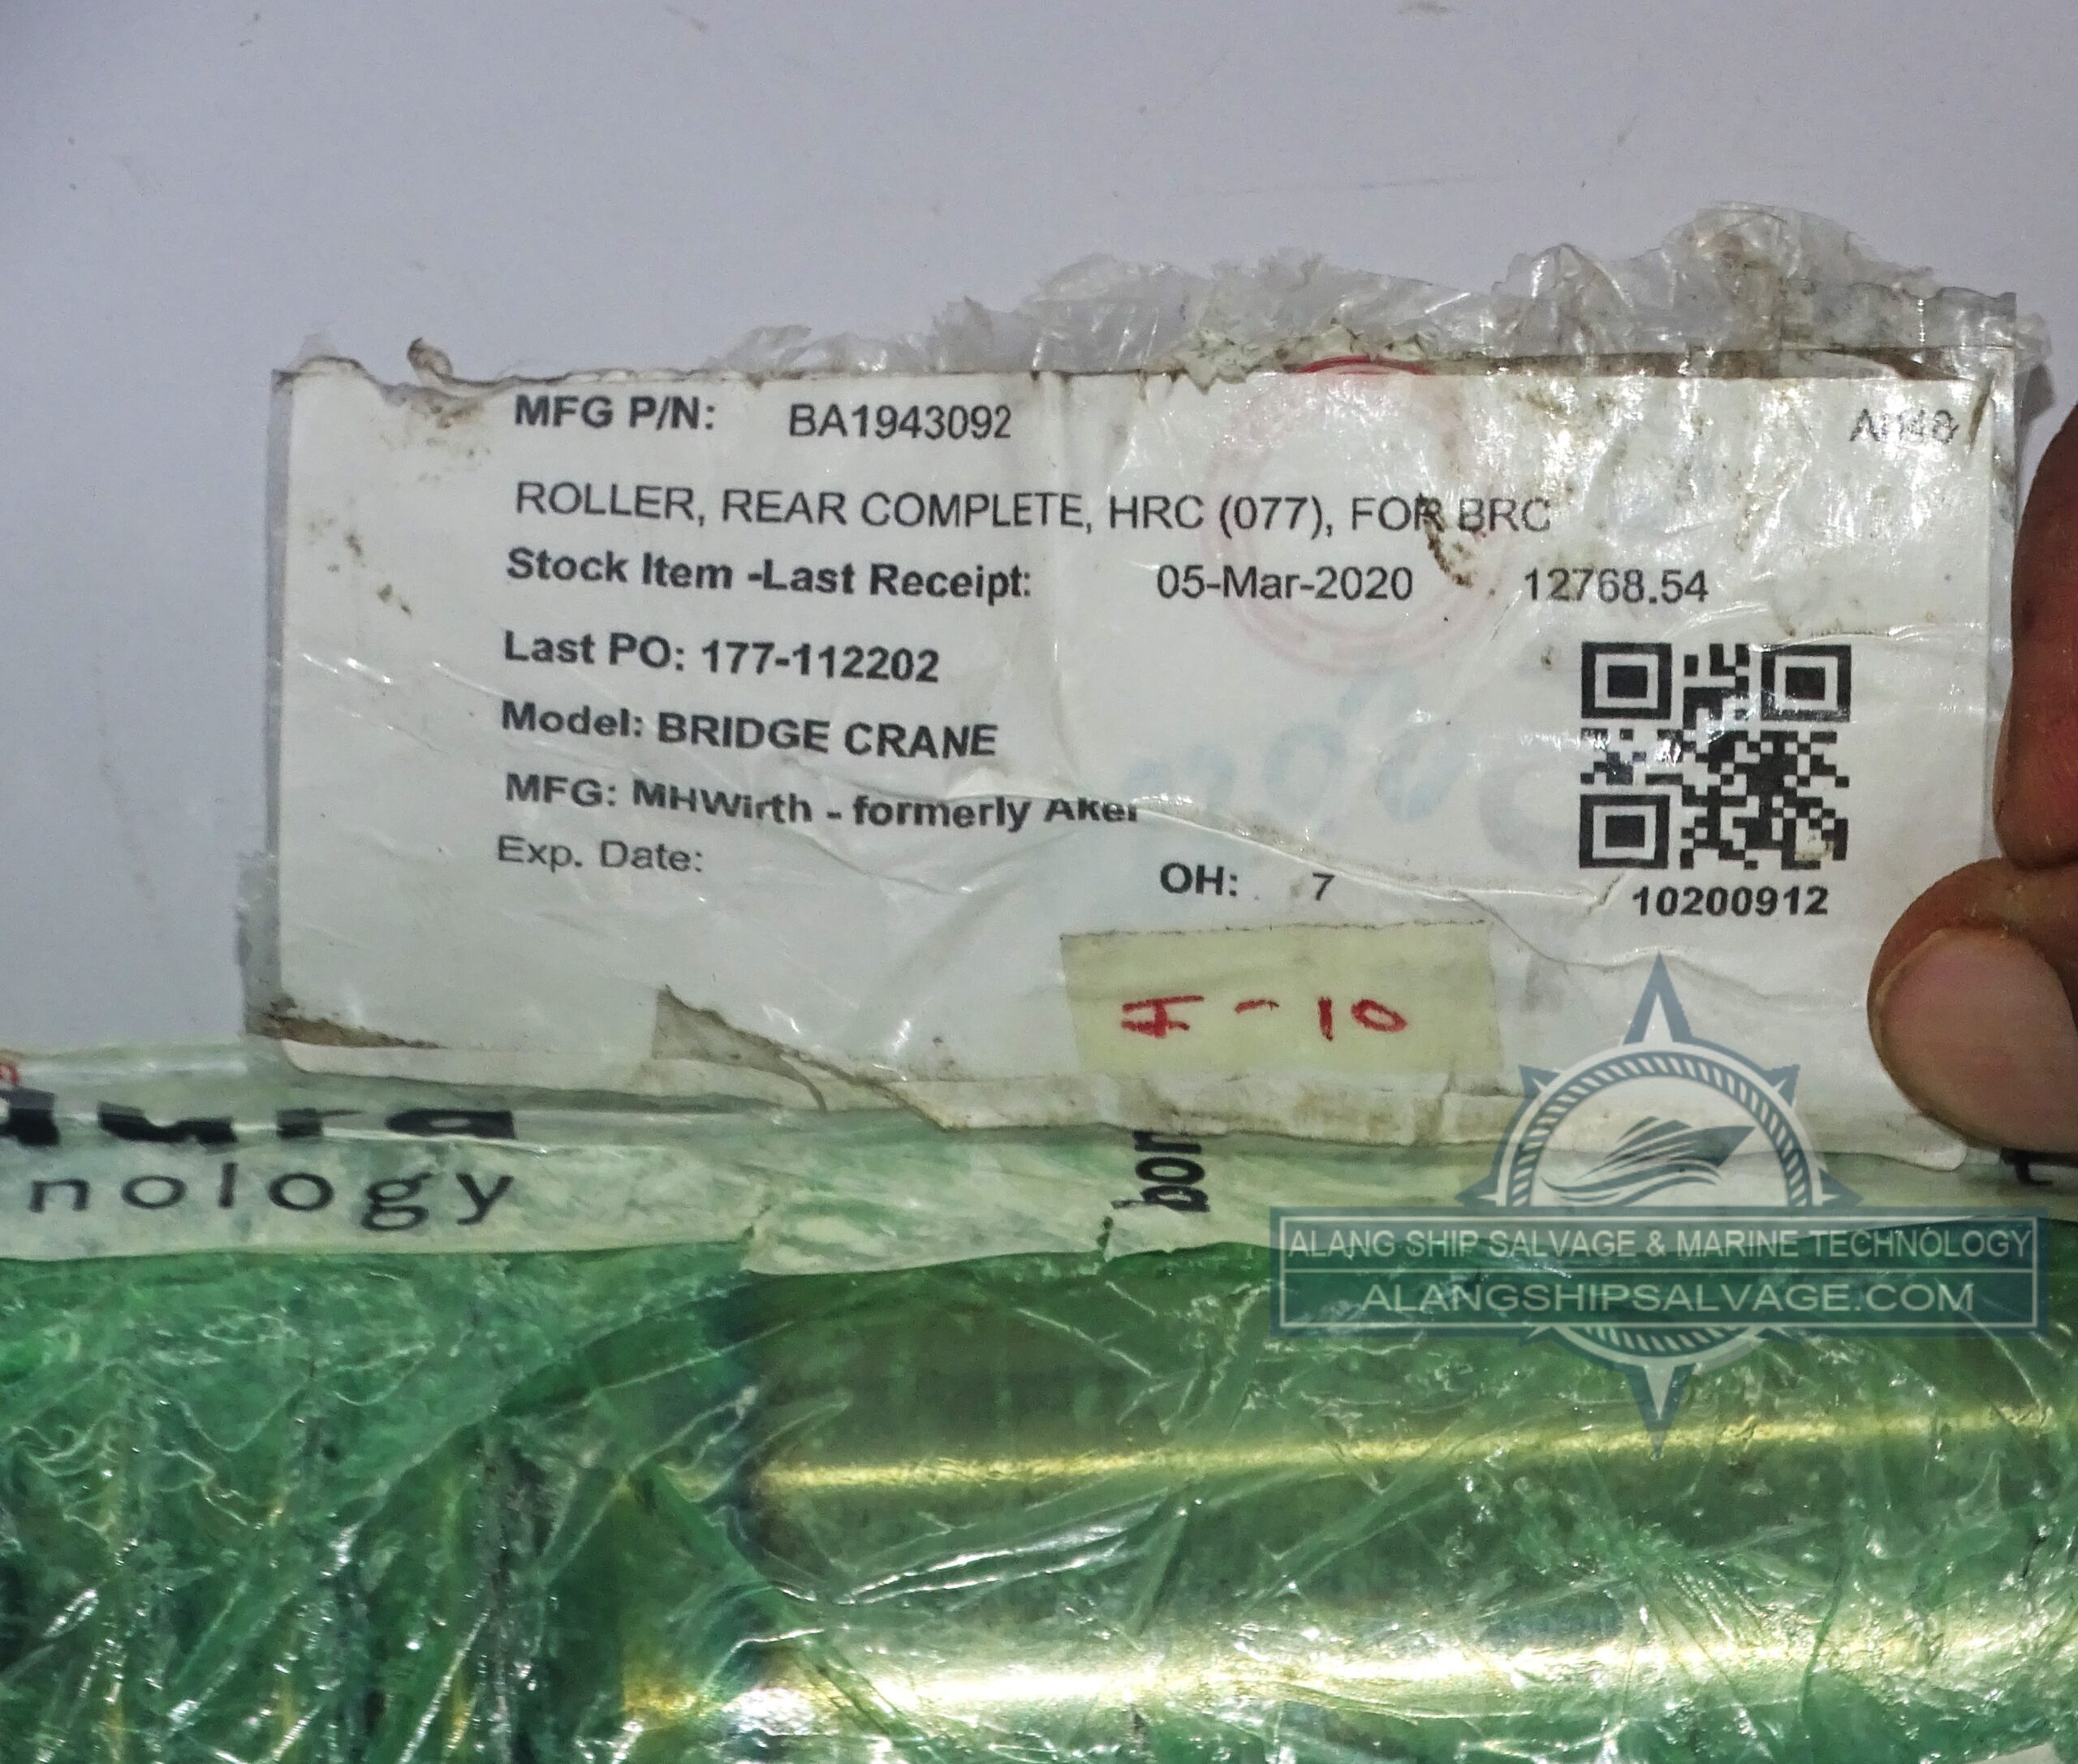 MFG P/N: BA1943092
ROLLER, REAR COMPLETE, HRC (077), FOR BRC
Stock Item -Last Receipt: 05-Mar-2020 12768.54
Last PO: 177-112202
Model: BRIDGE CRANE
MFG: MHWirth - formerly Aker
Exp. Date:
OH: 7
10200912
H - 10
dura
nology
bor
ALANG SHIP SALVAGE & MARINE TECHNOLOGY
ALANGSHIPSALVAGE.COM